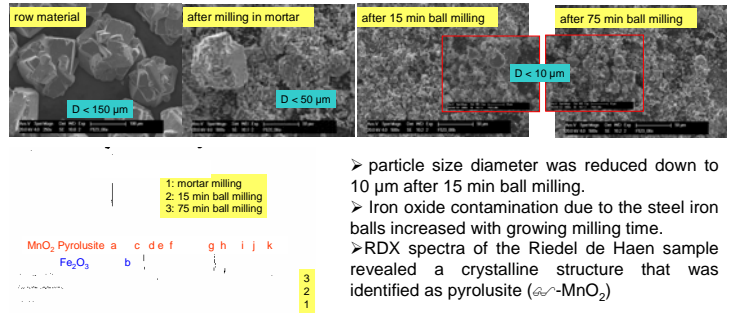 row material
after milling in mortar
after 15 min ball milling
after 75 min ball milling
D < 150 µm
D < 50 µm
D < 10 µm
1: mortar milling
2: 15 min ball milling
3: 75 min ball milling
MnO₂ Pyrolusite a c d e f g h i j k
Fe₂O₃ b
3
2
1
➢ particle size diameter was reduced down to
10 µm after 15 min ball milling.
➢ Iron oxide contamination due to the steel iron
balls increased with growing milling time.
➢RDX spectra of the Riedel de Haen sample
revealed a crystalline structure that was
identified as pyrolusite ( -MnO₂)